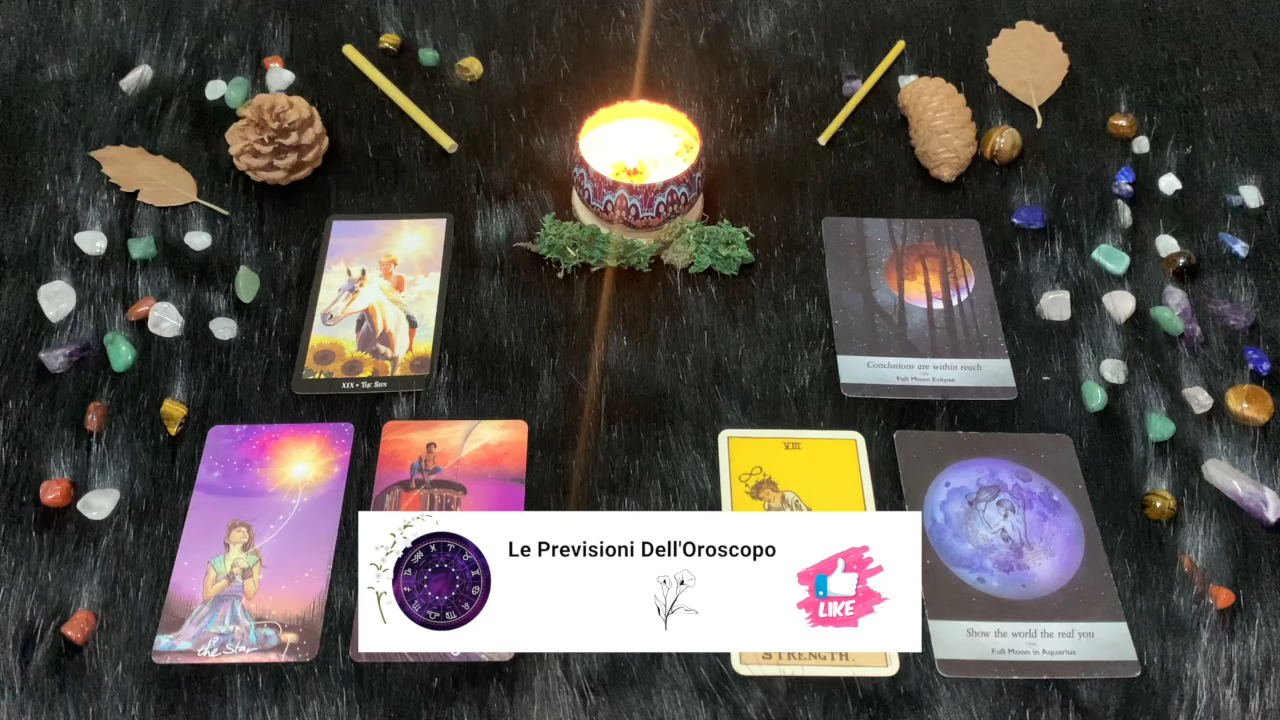 XIX • The Sun
Conclusions are within reach
Full Moon Eclipse
VIII
the Star
Le Previsioni Dell'Oroscopo
LIKE
STRENGTH.
Show the world the real you
Full Moon in Aquarius